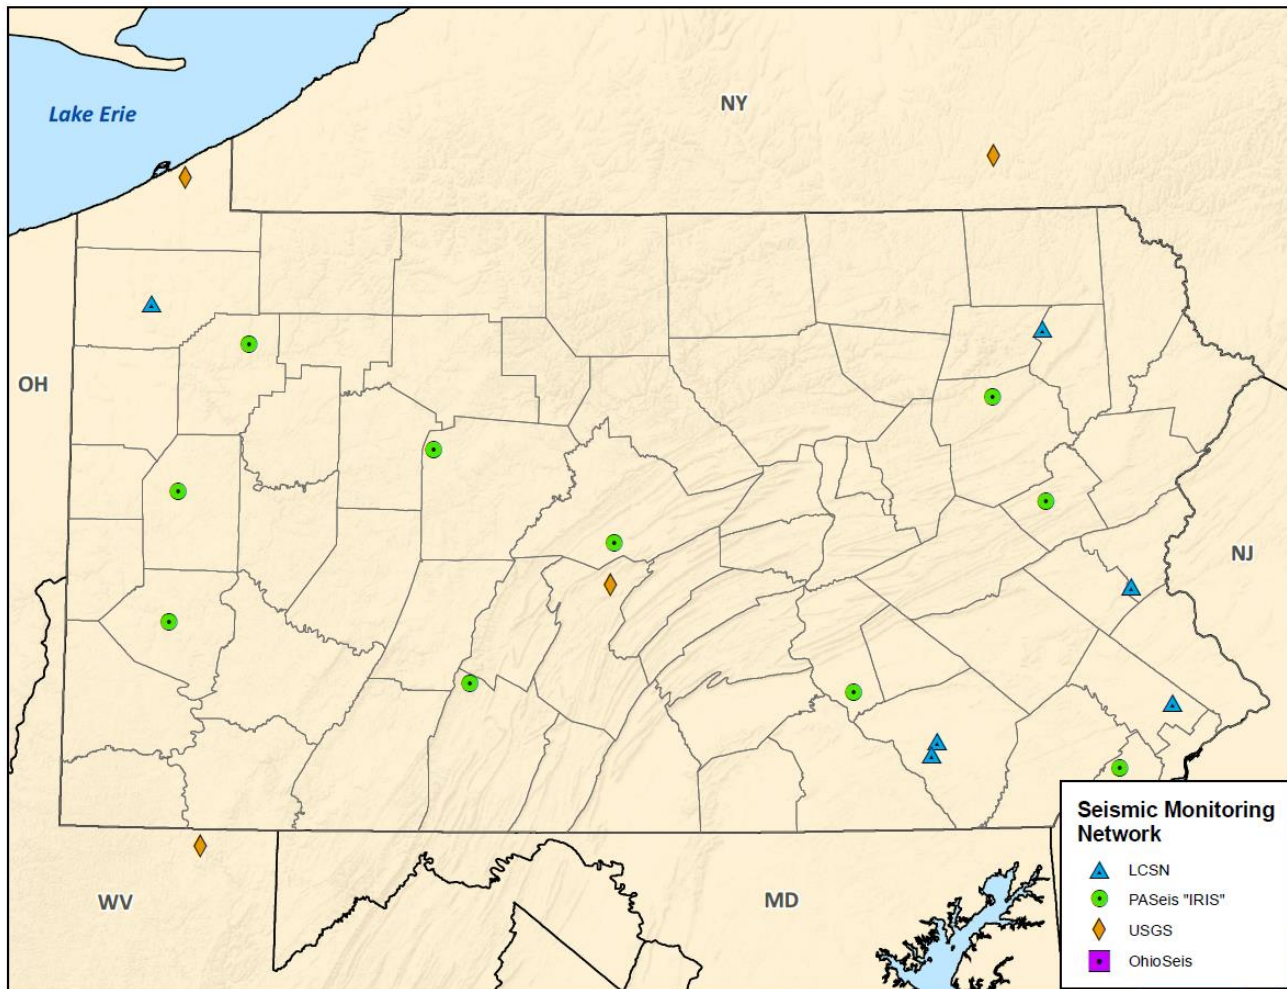 Lake Erie
NY
OH
NJ
WV
MD
Seismic Monitoring
Network
LCSN
PASeis "IRIS"
USGS
OhioSeis